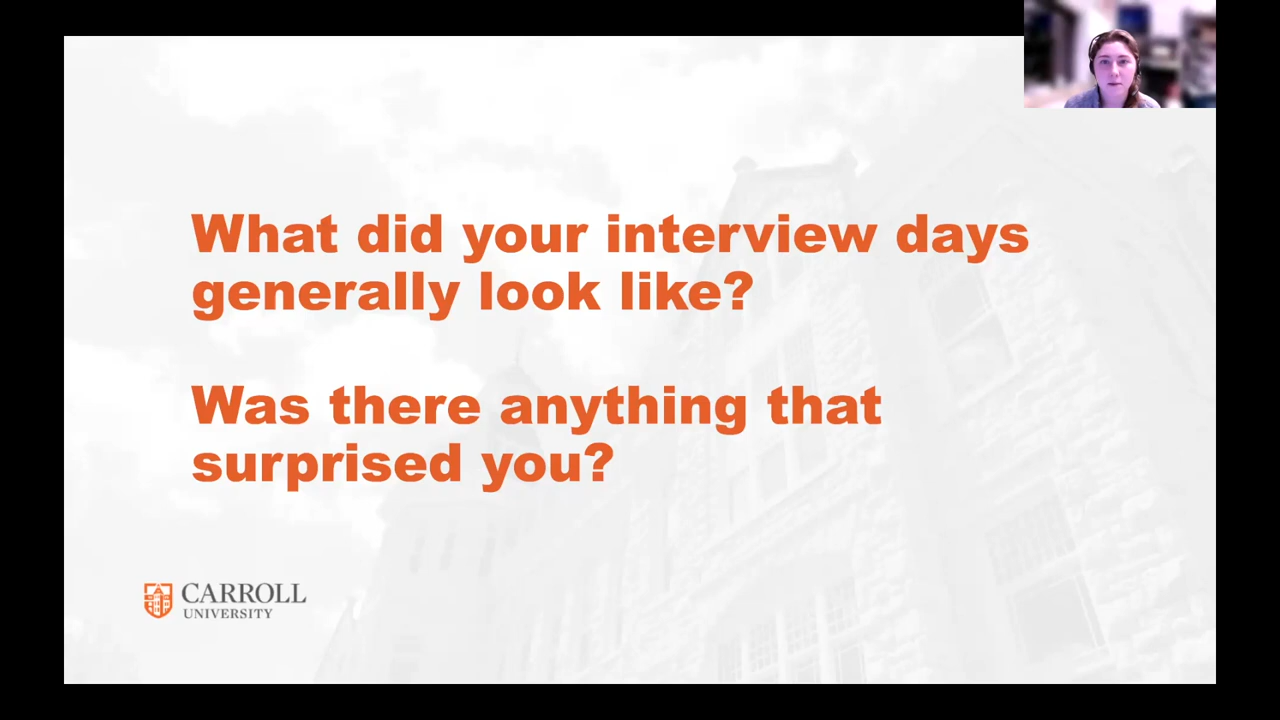 What did your interview days
generally look like?
Was there anything that
surprised you?
CARROLL
UNIVERSITY